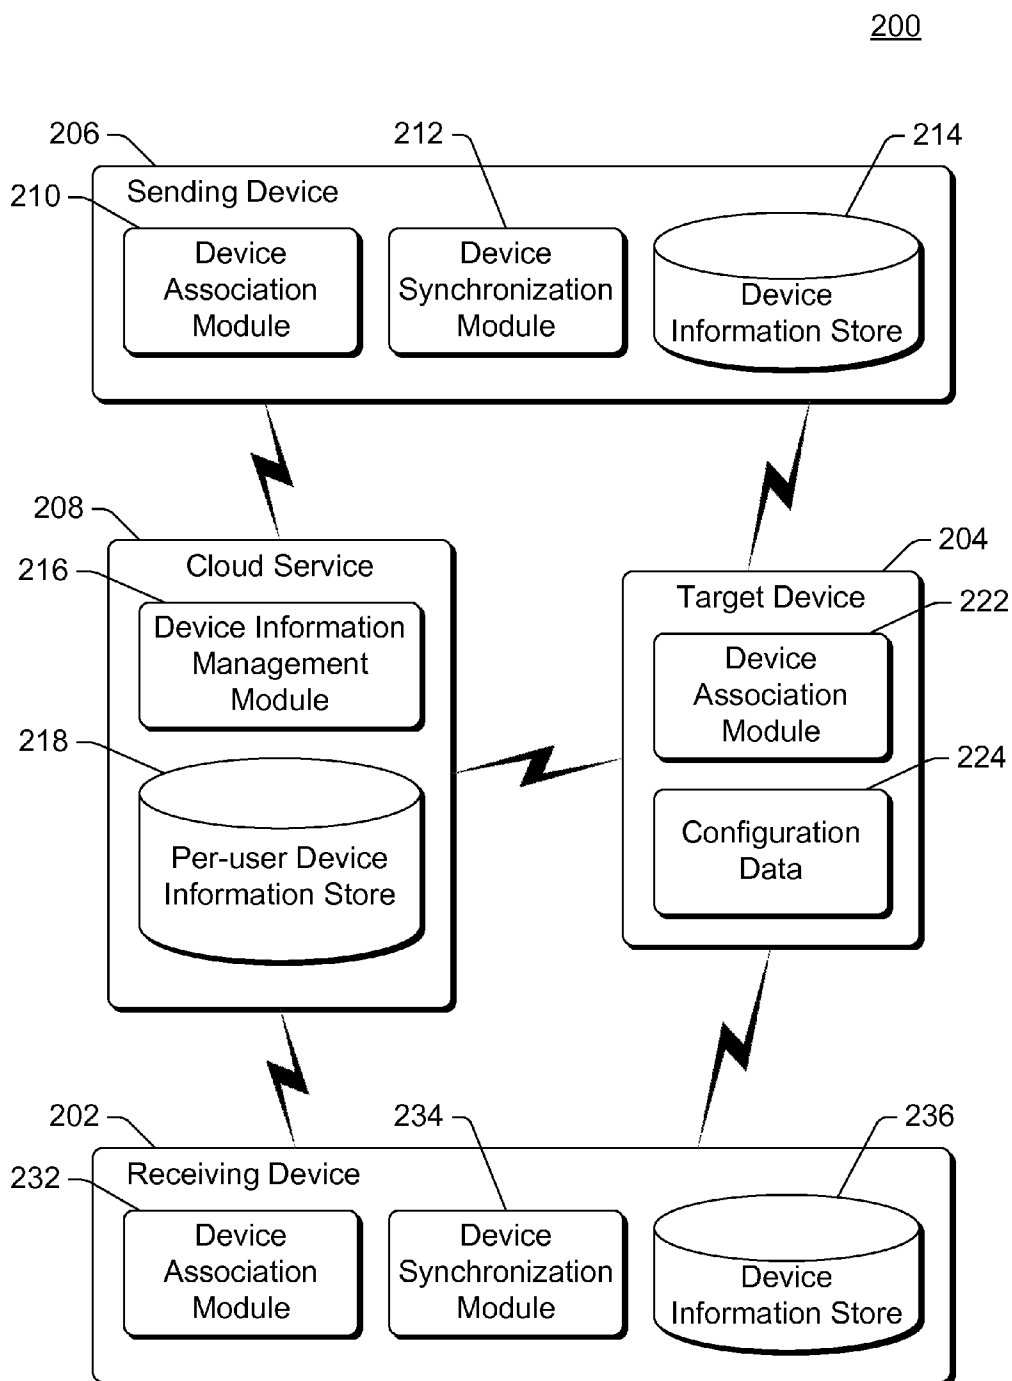 200
206
212
214
Sending Device
210
Device
Association
Module
Device
Synchronization
Module
Device
Information Store
208
Cloud Service
216
Device Information
Management
Module
218
Per-user Device
Information Store
204
Target Device
222
Device
Association
Module
224
Configuration
Data
202
234
236
Receiving Device
232
Device
Association
Module
Device
Synchronization
Module
Device
Information Store